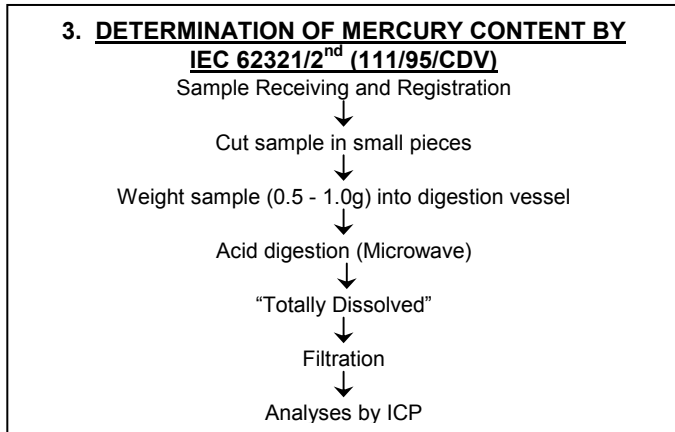 3. DETERMINATION OF MERCURY CONTENT BY
IEC 62321/2nd (111/95/CDV)
Sample Receiving and Registration
Cut sample in small pieces
Weight sample (0.5 - 1.0g) into digestion vessel
Acid digestion (Microwave)
“Totally Dissolved”
Filtration
Analyses by ICP